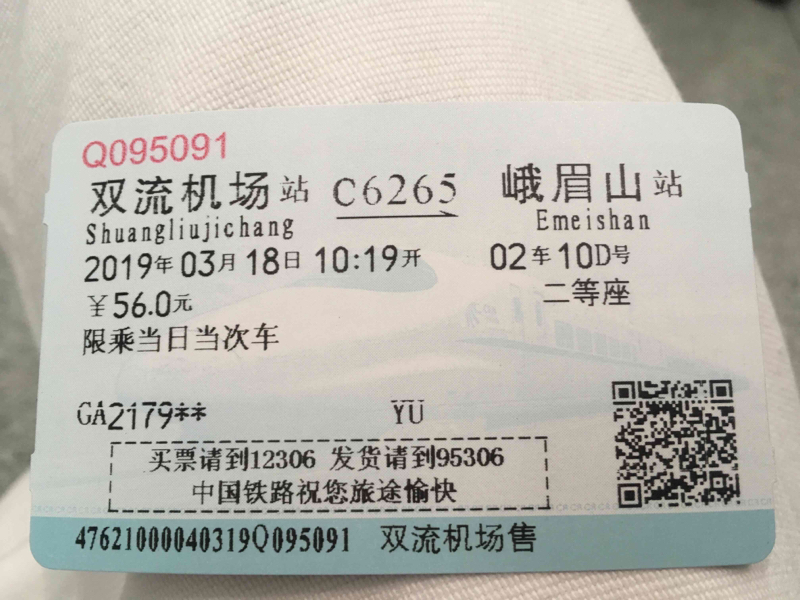 Q095091
双流机场站 C6265 峨眉山站
Shuangliujichang Emeishan
2019年03月18日 10:19开 02车10D号
¥56.0元 二等座
限乘当日当次车
GA2179** YU
买票请到12306 发货请到95306
中国铁路祝您旅途愉快
47621000040319Q095091 双流机场售